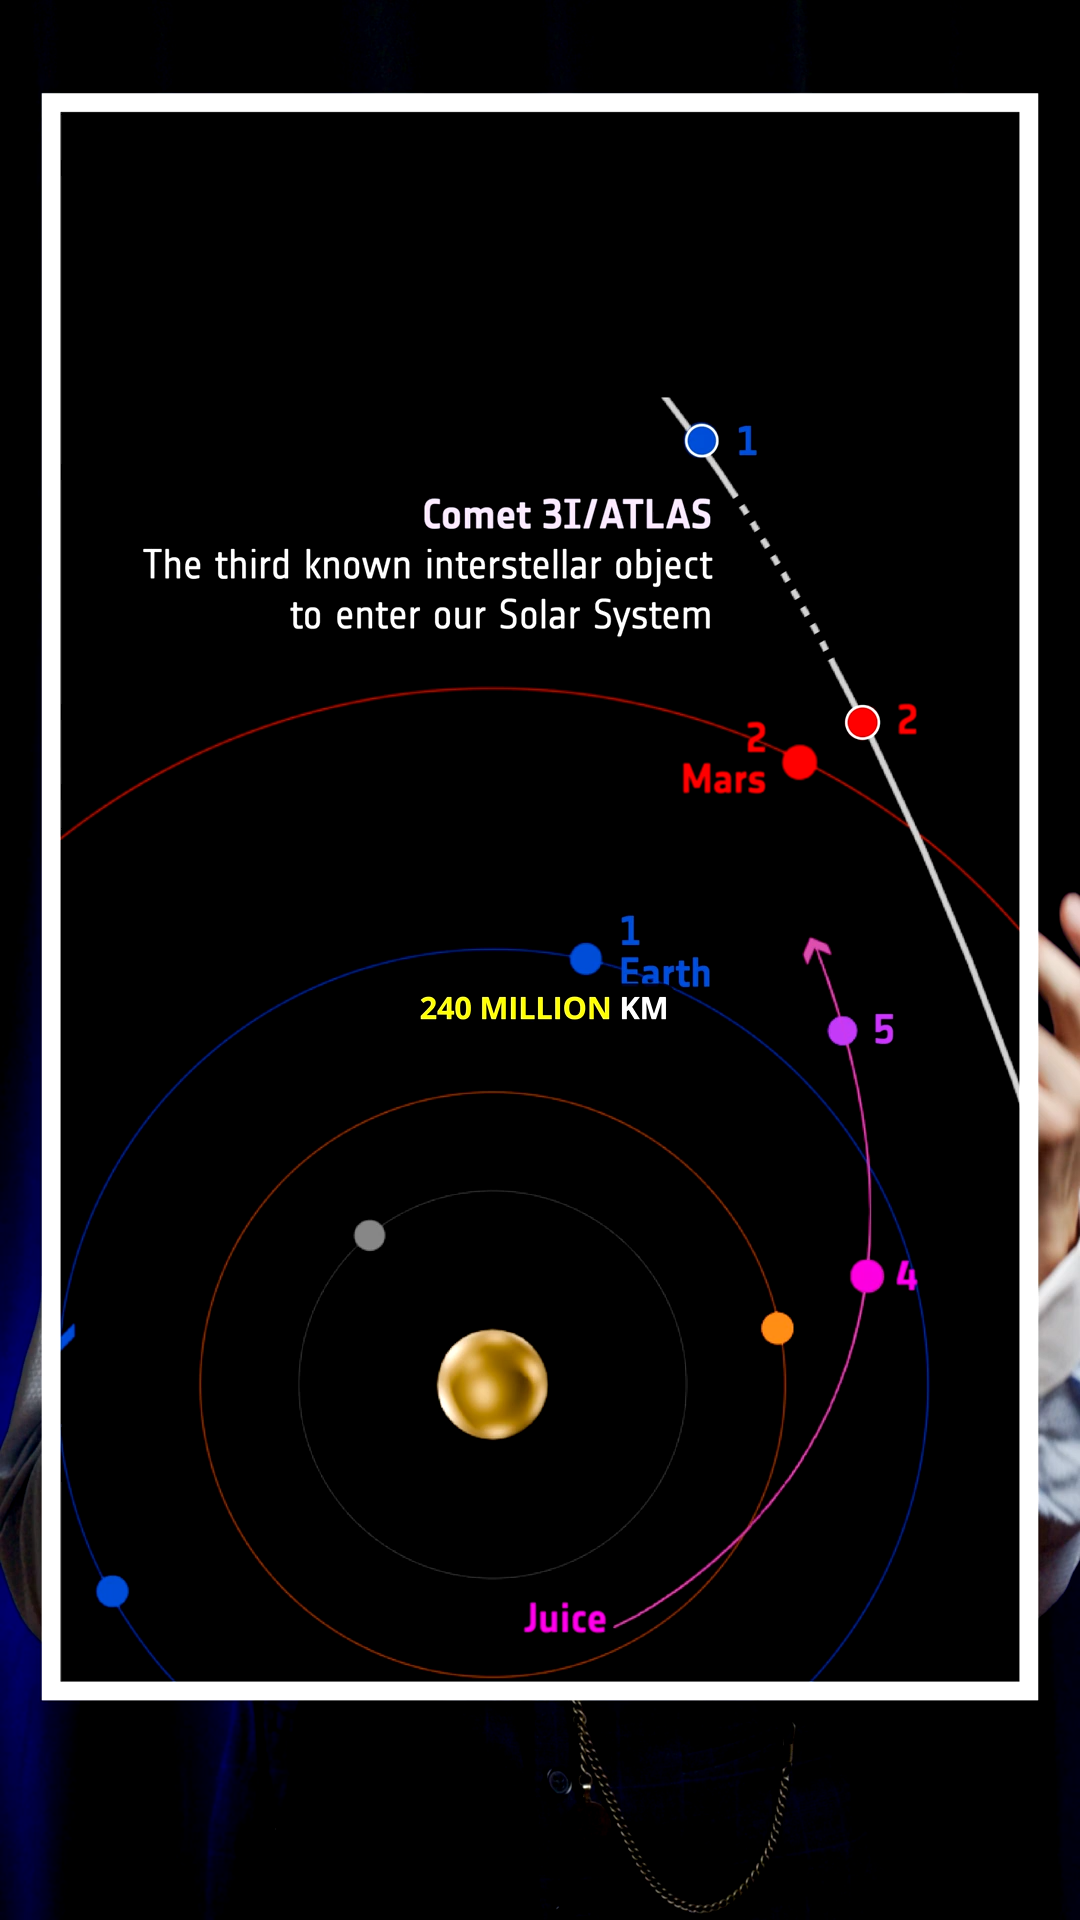 1
Comet 3I/ATLAS
The third known interstellar object
to enter our Solar System
2
2
Mars
1
Earth
240 MILLION KM
5
4
Juice